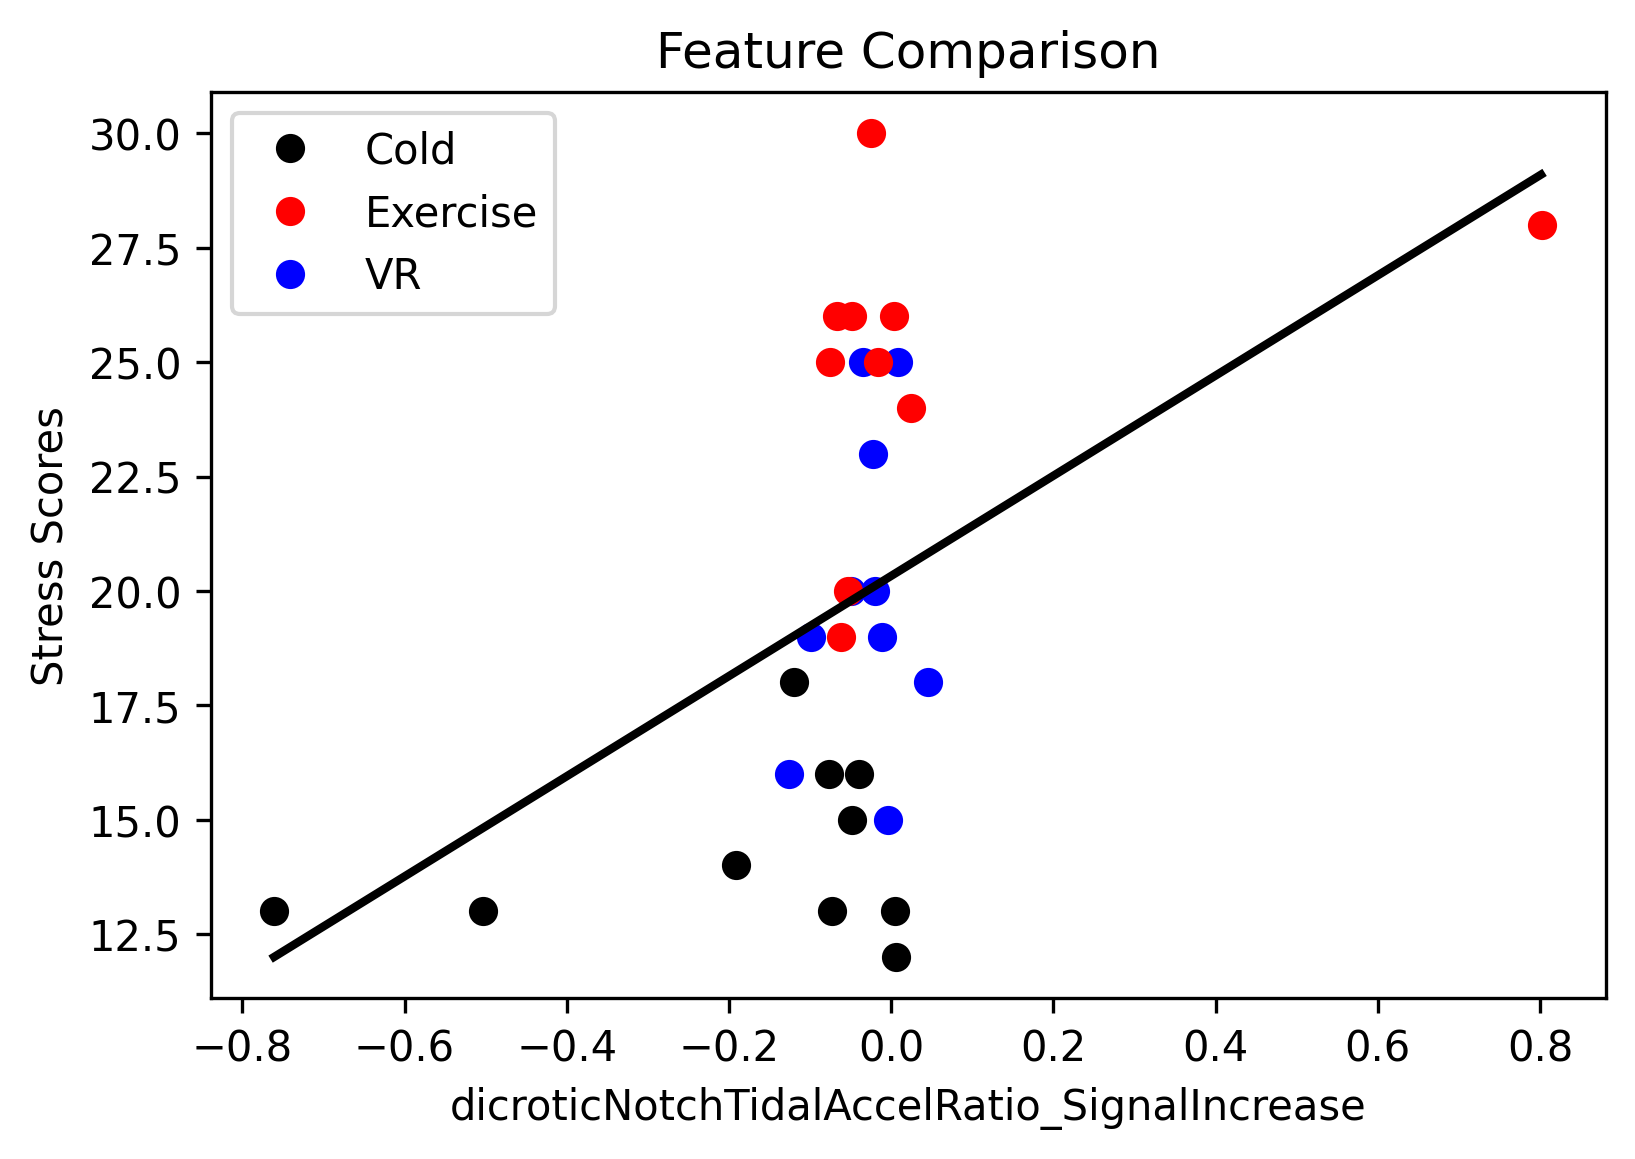 Feature Comparison
Cold
Exercise
VR
30.0
27.5
25.0
22.5
20.0
17.5
15.0
12.5
Stress Scores
−0.8 −0.6 −0.4 −0.2 0.0 0.2 0.4 0.6 0.8
dicroticNotchTidalAccelRatio_SignalIncrease